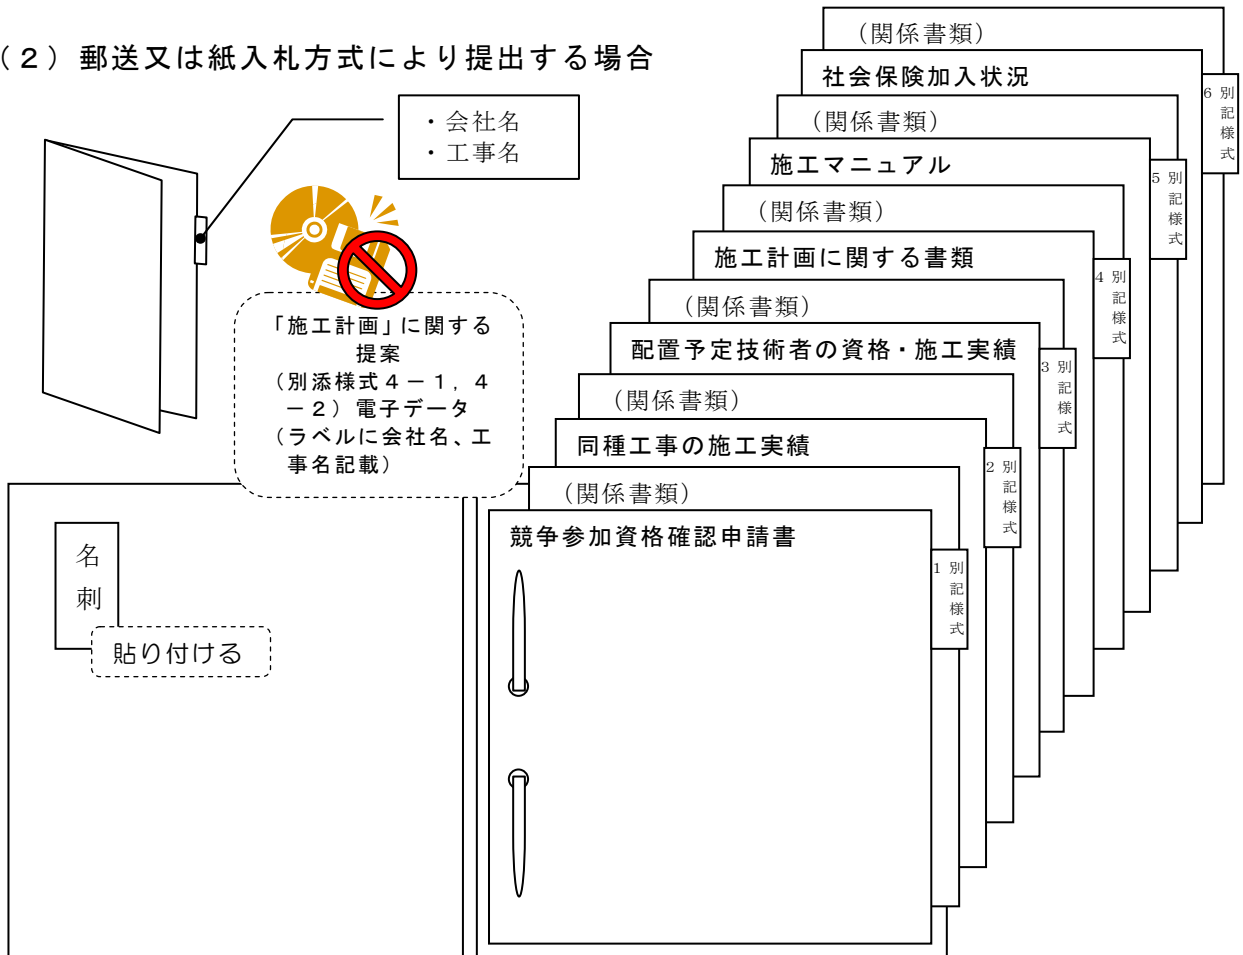 （２）郵送又は紙入札方式により提出する場合
・会社名
・工事名
「施工計画」に関する
提案
（別添様式４－１，４
－２）電子データ
（ラベルに会社名、工
事名記載）
名
刺
貼り付ける
（関係書類）
社会保険加入状況
（関係書類）
施工マニュアル
（関係書類）
施工計画に関する書類
（関係書類）
配置予定技術者の資格・施工実績
（関係書類）
同種工事の施工実績
（関係書類）
競争参加資格確認申請書
別記様式6
別記様式5
別記様式4
別記様式3
別記様式2
別記様式1